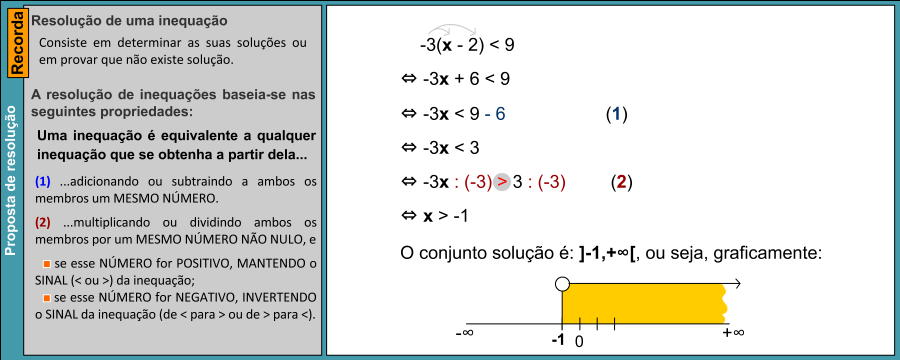 Proposta de resolução
Recorda
Resolução de uma inequação
Consiste em determinar as suas soluções ou
em provar que não existe solução.
A resolução de inequações baseia-se nas
seguintes propriedades:
Uma inequação é equivalente a qualquer
inequação que se obtenha a partir dela...
(1) ...adicionando ou subtraindo a ambos os
membros um MESMO NÚMERO.
(2) ...multiplicando ou dividindo ambos os
membros por um MESMO NÚMERO NÃO NULO, e
se esse NÚMERO for POSITIVO, MANTENDO o
SINAL (< ou >) da inequação;
se esse NÚMERO for NEGATIVO, INVERTENDO
o SINAL da inequação (de < para > ou de > para <).
-3(x - 2) < 9
⇔ -3x + 6 < 9
⇔ -3x < 9 - 6 (1)
⇔ -3x < 3
⇔ -3x : (-3) > 3 : (-3) (2)
⇔ x > -1
O conjunto solução é: ]-1,+∞[, ou seja, graficamente:
-∞ -1 0 +∞